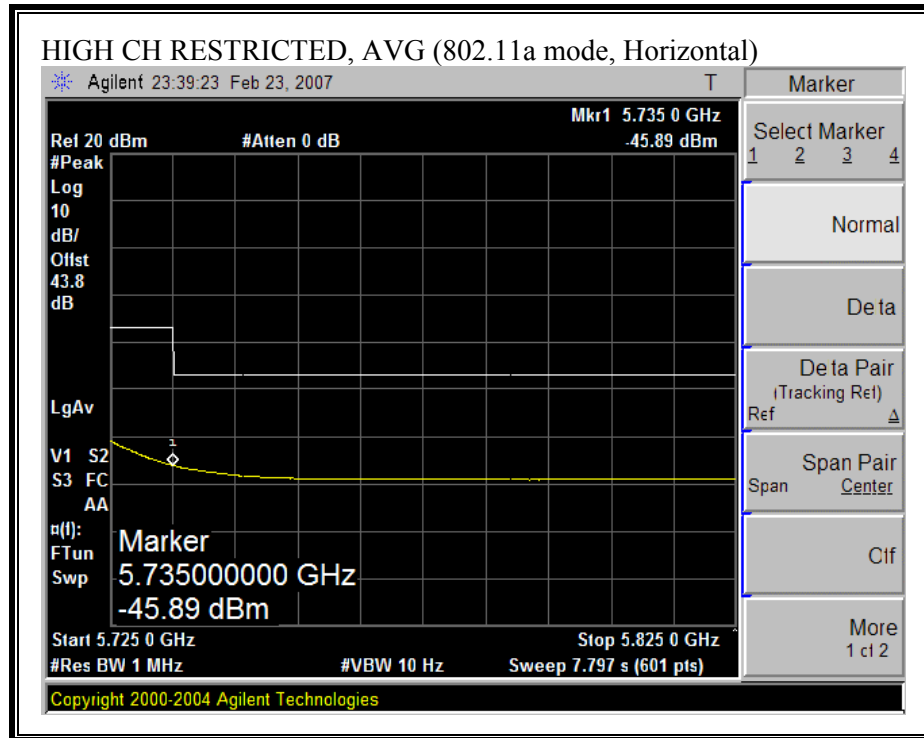 HIGH CH RESTRICTED, AVG (802.11a mode, Horizontal)
Agilent 23:39:23 Feb 23, 2007 T
Marker
Mkr1 5.735 0 GHz
Ref 20 dBm #Atten 0 dB -45.89 dBm
#Peak
Log
10
dB/
Offst
43.8
dB
LgAv
V1 S2
S3 FC
AA
¤(f):
FTun
Swp
1
Marker
5.735000000 GHz
-45.89 dBm
Start 5.725 0 GHz Stop 5.825 0 GHz
#Res BW 1 MHz #VBW 10 Hz Sweep 7.797 s (601 pts)
Copyright 2000-2004 Agilent Technologies
Select Marker
1 2 3 4
Normal
Delta
Delta Pair
(Tracking Ref)
Ref Δ
Span Pair
Span Center
Off
More
1 of 2